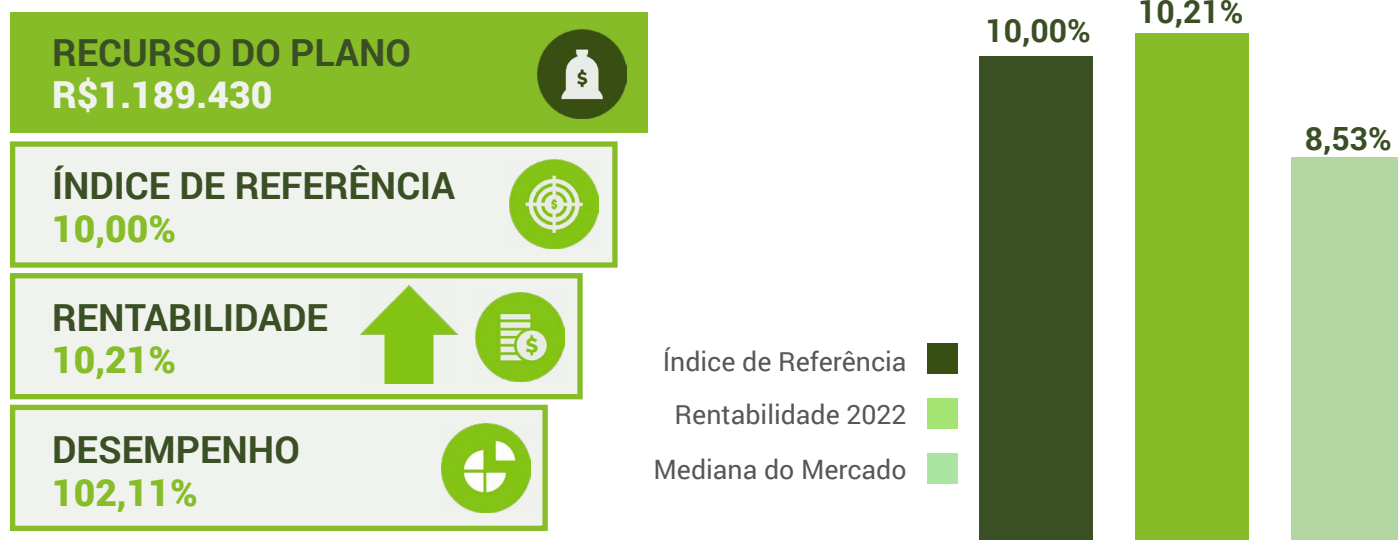 RECURSO DO PLANO
R$1.189.430
$
ÍNDICE DE REFERÊNCIA
10,00%
$
RENTABILIDADE
10,21%
$
DESEMPENHO
102,11%
Índice de Referência
Rentabilidade 2022
Mediana do Mercado
10,00%
10,21%
8,53%